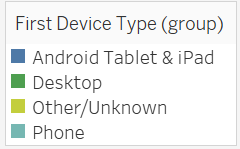 First Device Type (group)
Android Tablet & iPad
Desktop
Other/Unknown
Phone